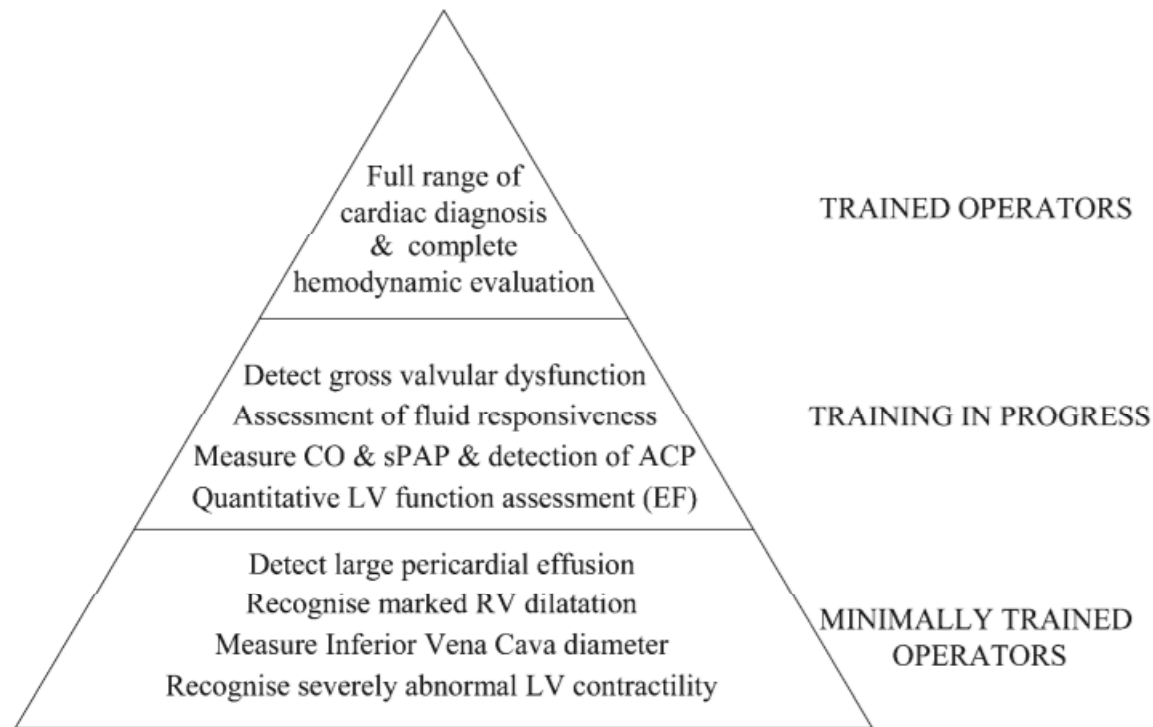 Full range of
cardiac diagnosis
& complete
hemodynamic evaluation
TRAINED OPERATORS
Detect gross valvular dysfunction
Assessment of fluid responsiveness
Measure CO & sPAP & detection of ACP
Quantitative LV function assessment (EF)
TRAINING IN PROGRESS
Detect large pericardial effusion
Recognise marked RV dilatation
Measure Inferior Vena Cava diameter
Recognise severely abnormal LV contractility
MINIMALLY TRAINED
OPERATORS